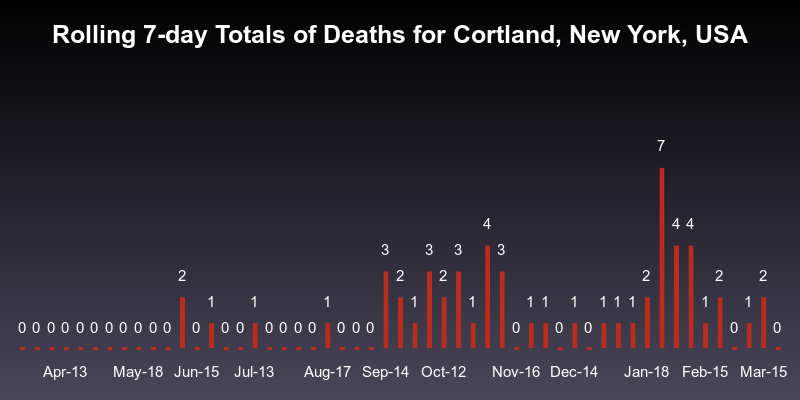 Rolling 7-day Totals of Deaths for Cortland, New York, USA
0 0 0 0 0 0 0 0 0 0 0 2 0 1 0 0 1 0 0 0 0 1 0 0 0 3 2 1 3 2 3 1 4 3 0 1 1 0 1 0 1 1 1 2 7 4 4 1 2 0 1 2 0
Apr-13 May-18 Jun-15 Jul-13 Aug-17 Sep-14 Oct-12 Nov-16 Dec-14 Jan-18 Feb-15 Mar-15